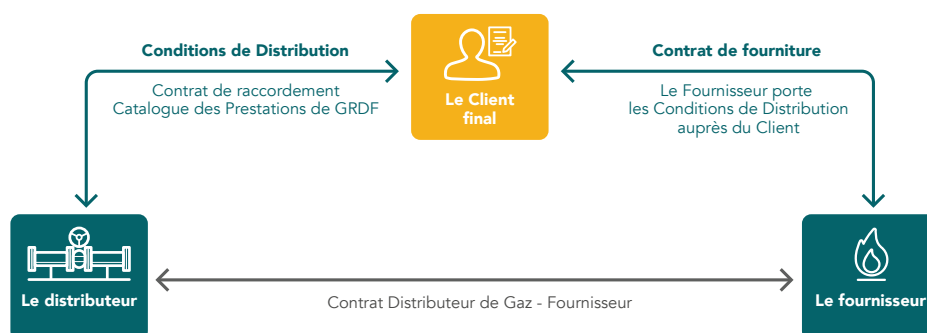 Conditions de Distribution
Contrat de raccordement
Catalogue des Prestations de GRDF
Le Client
final
Contrat de fourniture
Le Fournisseur porte
les Conditions de Distribution
auprès du Client
Le distributeur
Contrat Distributeur de Gaz - Fournisseur
Le fournisseur